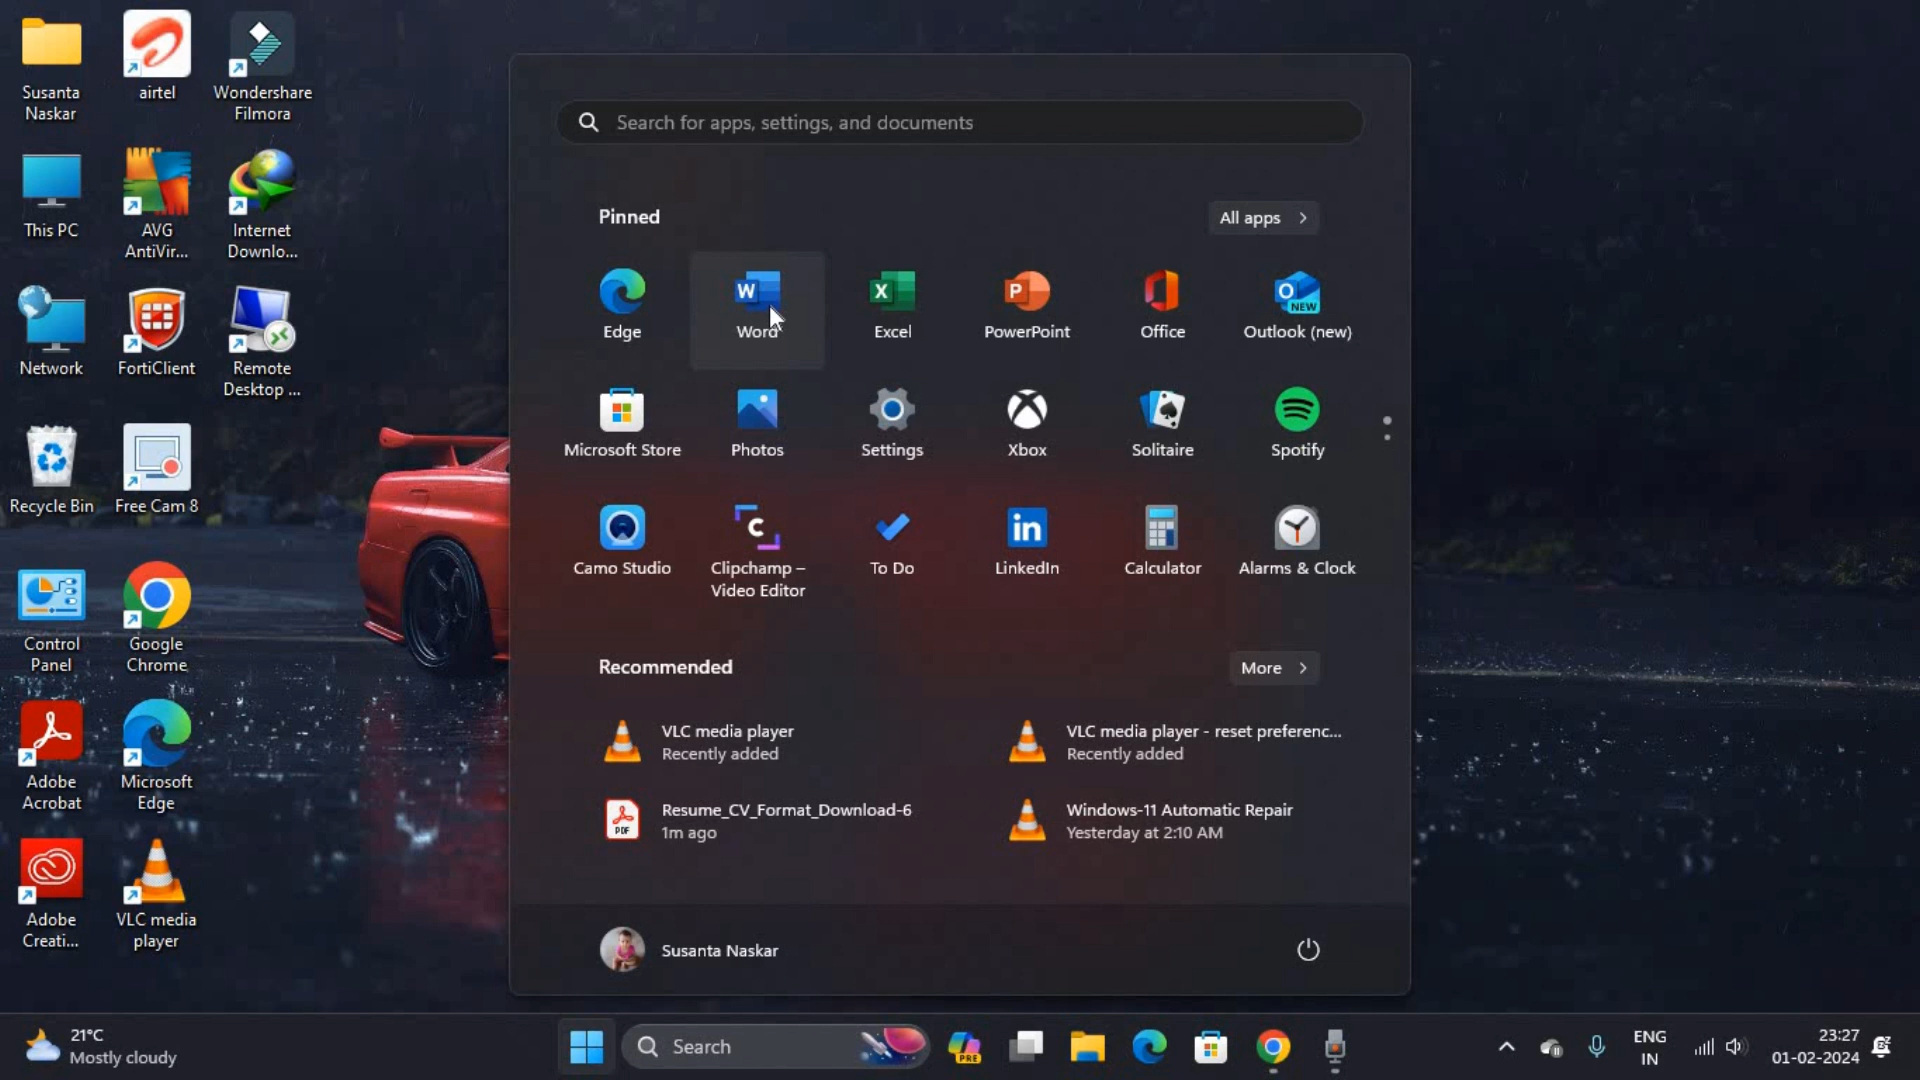 Susanta
Naskar
airtel
Wondershare
Filmora
This PC
AVG
AntiVir...
Internet
Downlo...
Network
FortiClient
Remote
Desktop ...
Recycle Bin
Free Cam 8
Control
Panel
Google
Chrome
Adobe
Acrobat
Microsoft
Edge
Adobe
Creati...
VLC media
player
Search for apps, settings, and documents
Pinned
All apps
Edge
W
Word
X
Excel
P
PowerPoint
Office
O
NEW
Outlook (new)
Microsoft Store
Photos
Settings
Xbox
Solitaire
Spotify
Camo Studio
C
Clipchamp –
Video Editor
To Do
in
LinkedIn
Calculator
Alarms & Clock
Recommended
More
VLC media player
Recently added
VLC media player - reset preferenc...
Recently added
PDF
Resume_CV_Format_Download-6
1m ago
Windows-11 Automatic Repair
Yesterday at 2:10 AM
Susanta Naskar
21°C
Mostly cloudy
Search
PRE
ENG
IN
23:27
01-02-2024